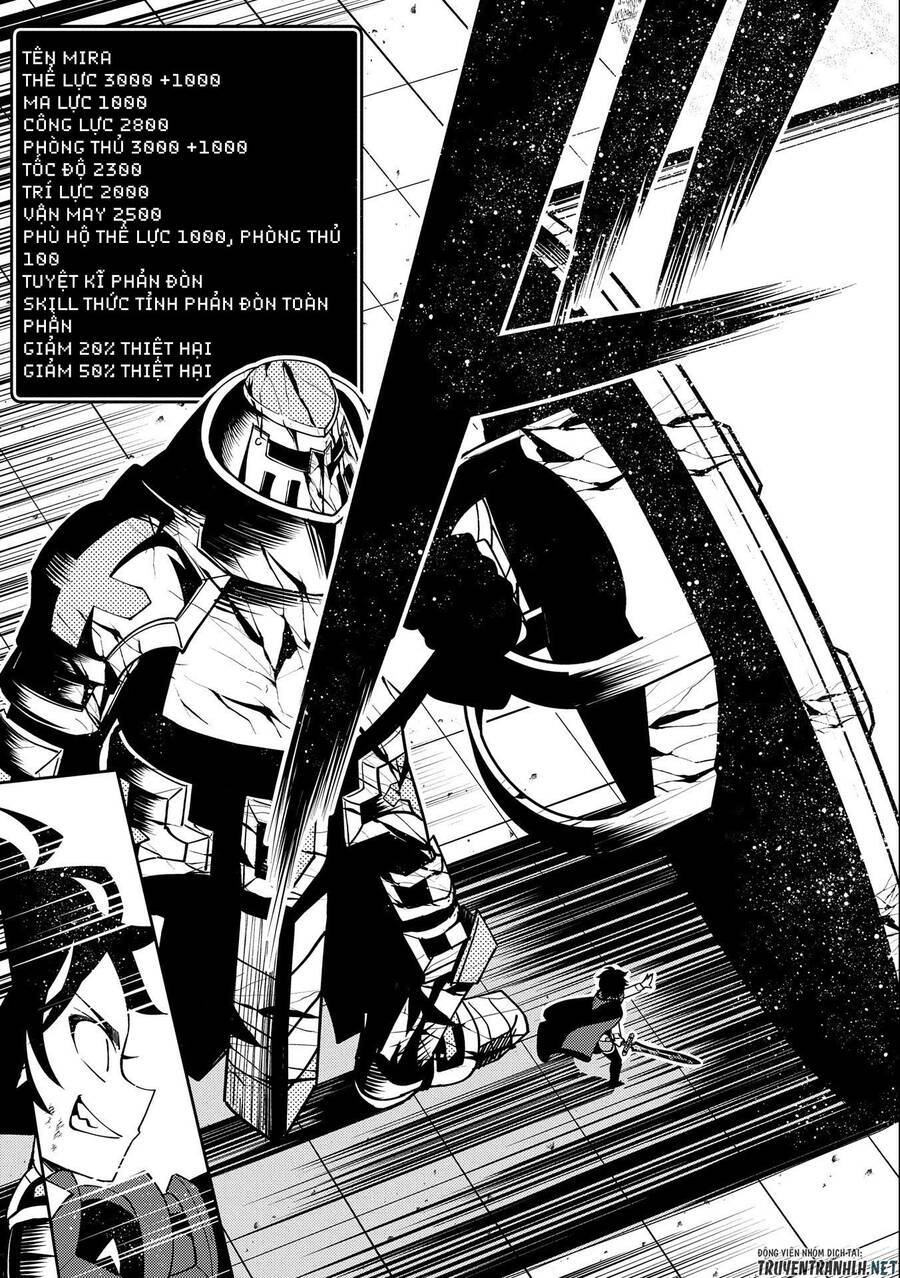 TÊN MIRA
THỂ LỰC 3000 +1000
MA LỰC 1000
CÔNG LỰC 2800
PHÒNG THỦ 3000 +1000
TỐC ĐỘ 2300
TRÍ LỰC 2000
VẬN MAY 2500
PHÙ HỘ THỂ LỰC 1000, PHÒNG THỦ
100
TUYỆT KĨ PHẢN ĐÒN
SKILL THỨC TỈNH PHẢN ĐÒN TOÀN
PHẦN
GIẢM 20% THIỆT HẠI
GIẢM 50% THIỆT HẠI
ĐỘNG VIÊN NHÓM DỊCH TẠI:
TRUYENTRANHLH.NET